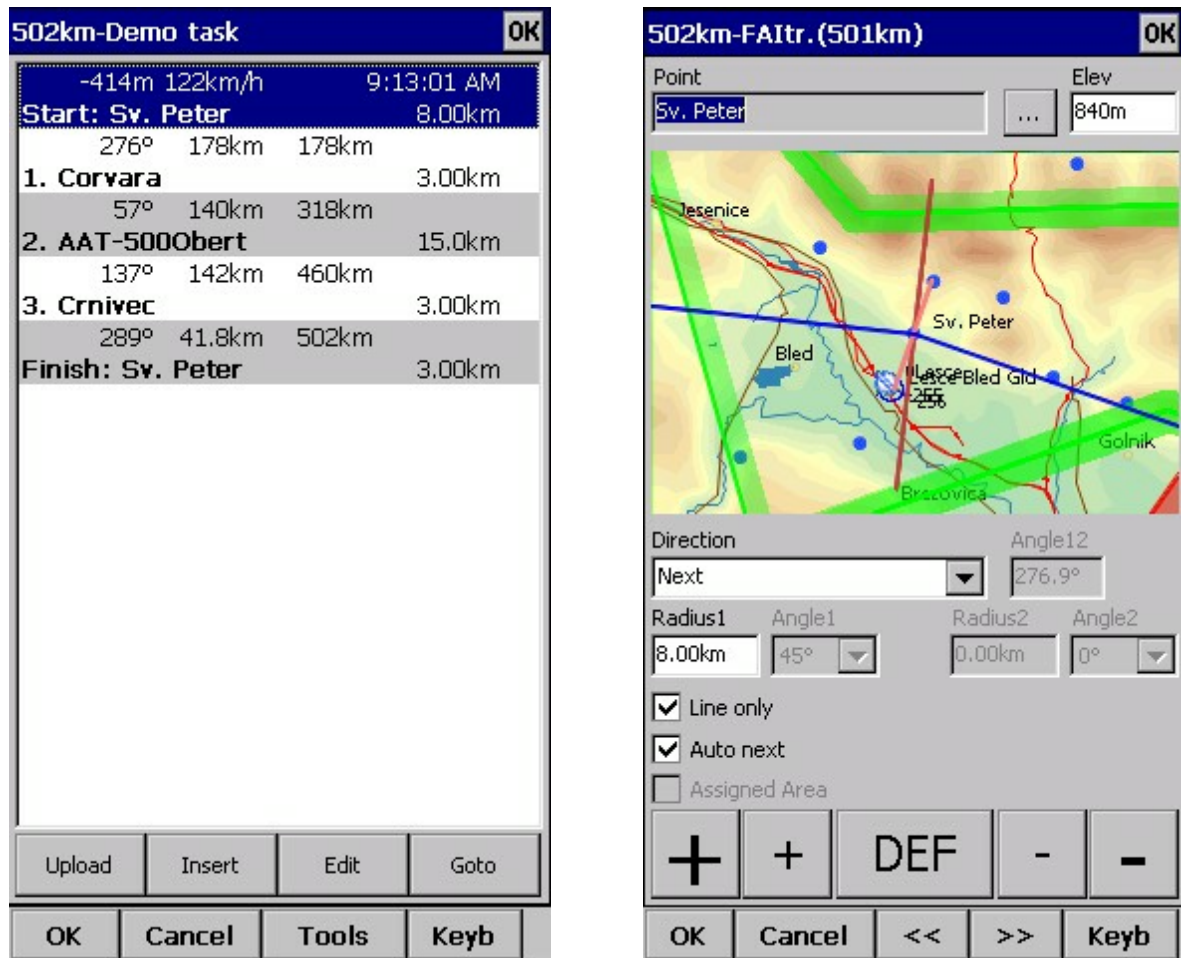 502km-Demo task OK
-414m 122km/h 9:13:01 AM
Start: Sv. Peter 8.00km
276° 178km 178km
1. Corvara 3.00km
57° 140km 318km
2. AAT-500Obert 15.0km
137° 142km 460km
3. Crnivec 3.00km
289° 41.8km 502km
Finish: Sv. Peter 3.00km
Upload Insert Edit Goto
OK Cancel Tools Keyb
502km-FAItr.(501km) OK
Point Elev
Sv. Peter ... 840m
Jesenice
Sv. Peter
Bled
Lesce Bled Gld
256
Golnik
Brezovica
Direction Angle12
Next 276.9°
Radius1 Angle1 Radius2 Angle2
8.00km 45° 0.00km 0°
Line only
Auto next
Assigned Area
+ + DEF - -
OK Cancel << >> Keyb